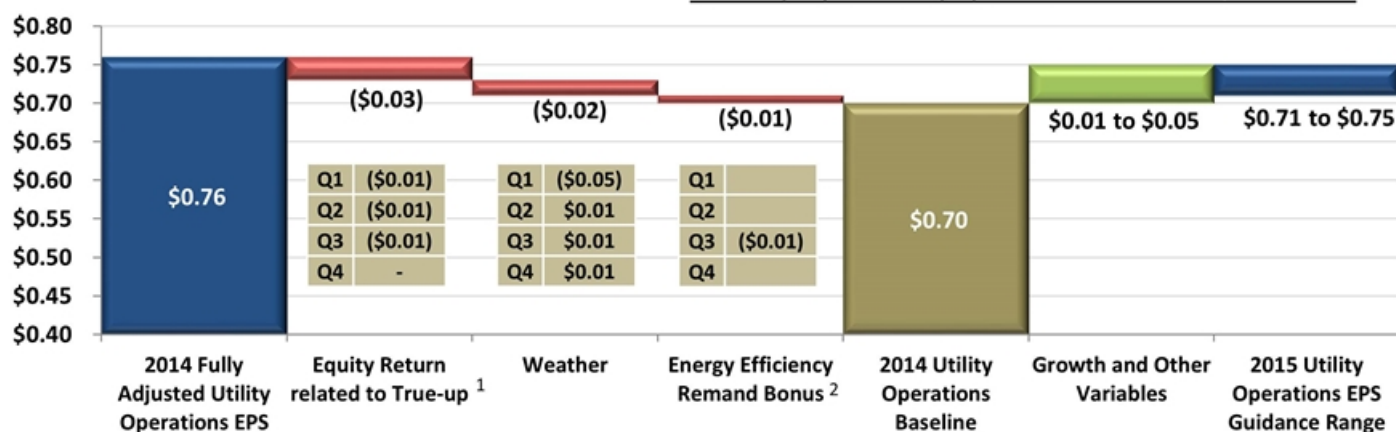 $0.80
$0.75
$0.70
$0.65
$0.60
$0.55
$0.50
$0.45
$0.40
$0.76
($0.03)
($0.02)
($0.01)
$0.70
$0.01 to $0.05
$0.71 to $0.75
Q1 ($0.01)
Q2 ($0.01)
Q3 ($0.01)
Q4 -
Q1 ($0.05)
Q2 $0.01
Q3 $0.01
Q4 $0.01
Q1
Q2
Q3 ($0.01)
Q4
2014 Fully
Adjusted Utility
Operations EPS
Equity Return
related to True-up 1
Weather
Energy Efficiency
Remand Bonus 2
2014 Utility
Operations
Baseline
Growth and Other
Variables
2015 Utility
Operations EPS
Guidance Range